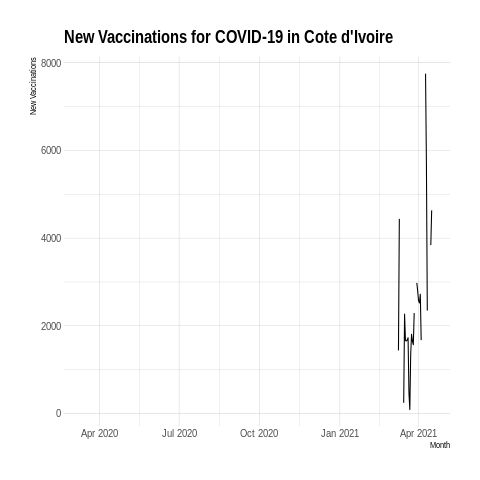 New Vaccinations for COVID-19 in Cote d'Ivoire
New Vaccinations
8000
6000
4000
2000
0
Apr 2020 Jul 2020 Oct 2020 Jan 2021 Apr 2021
Month